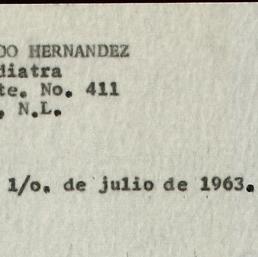 DO HERNANDEZ
diatra
te. No. 411
, N.L.
1/o. de julio de 1963.